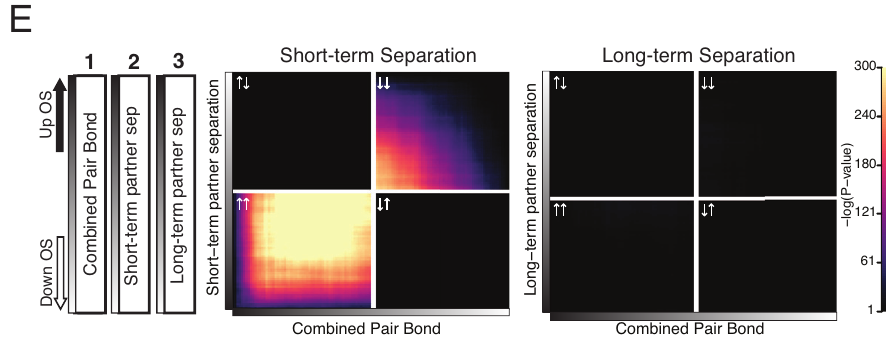 E
1 2 3
Up OS
Down OS
Combined Pair Bond
Short-term partner sep
Long-term partner sep
Short-term Separation
Short−term partner separation
↑↓ ↓↓
↑↑ ↓↑
Combined Pair Bond
Long-term Separation
Long−term partner separation
↑↓ ↓↓
↑↑ ↓↑
Combined Pair Bond
−log(P−value)
300
240
180
121
61
1